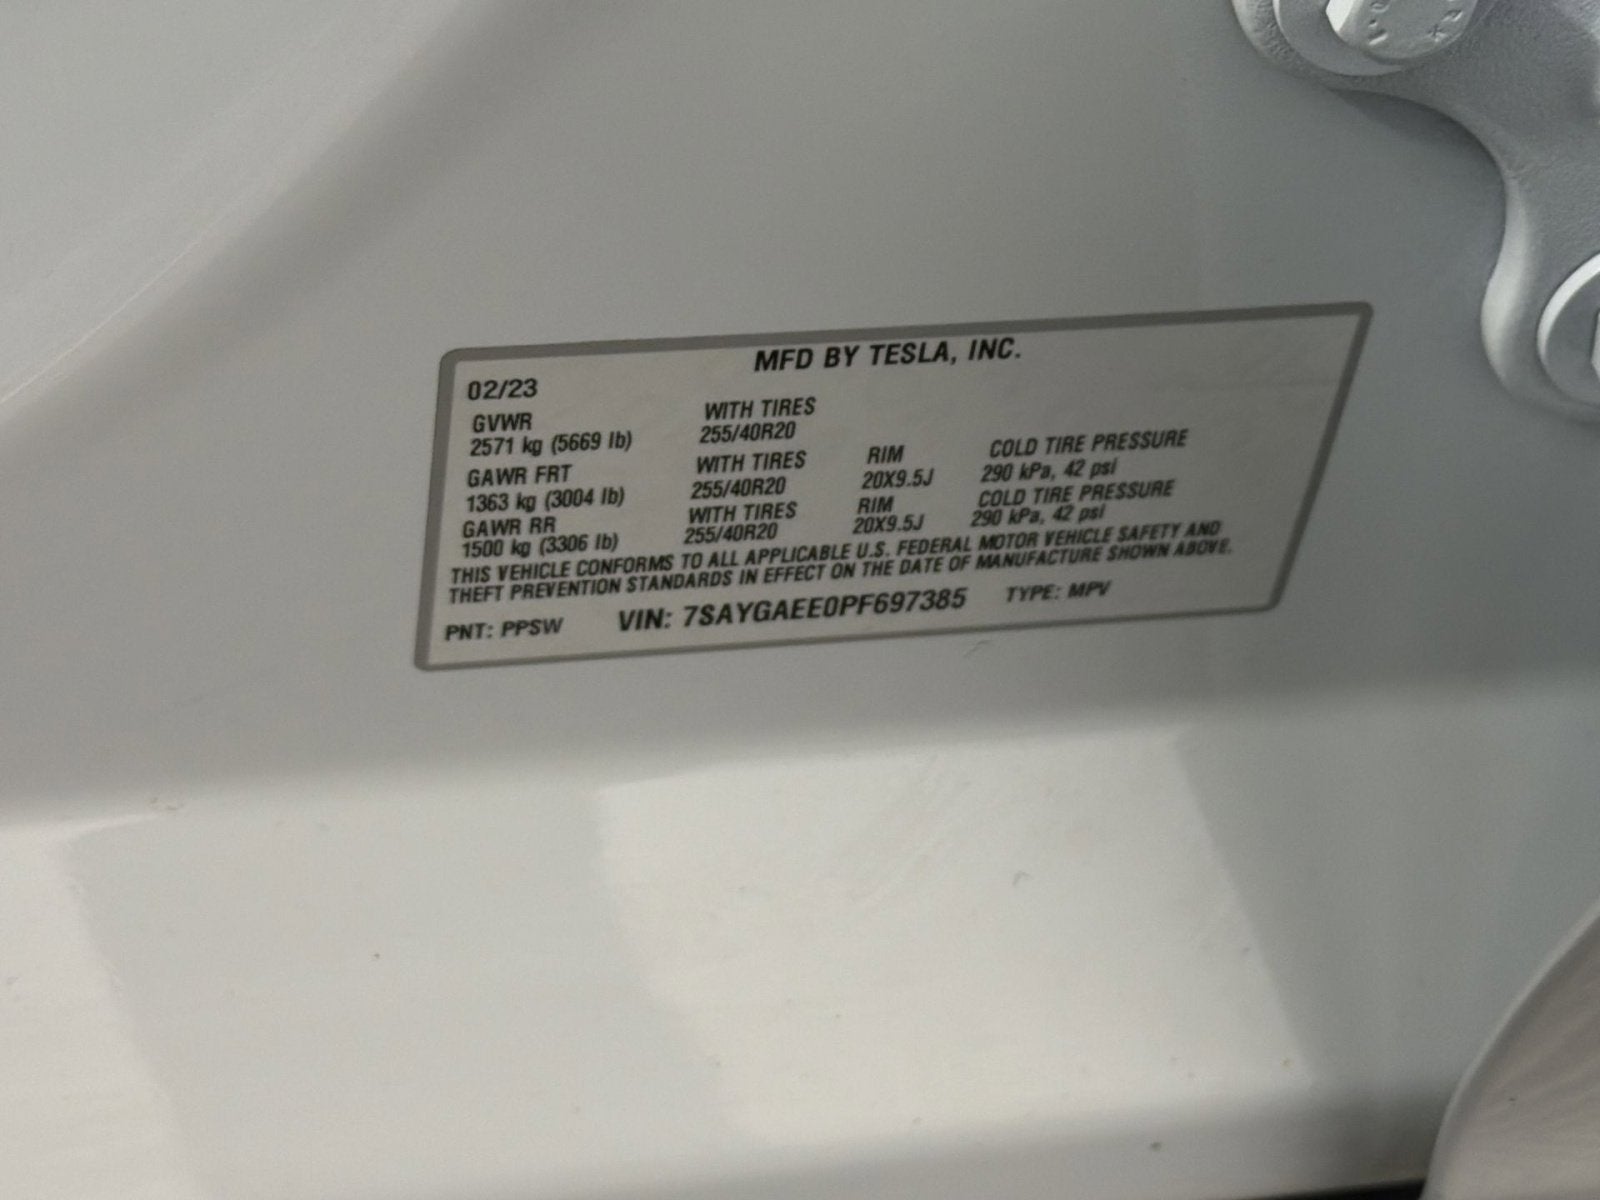 MFD BY TESLA, INC.
02/23
GVWR WITH TIRES
2571 kg (5669 lb) 255/40R20
GAWR FRT WITH TIRES RIM COLD TIRE PRESSURE
1363 kg (3004 lb) 255/40R20 20X9.5J 290 kPa, 42 psi
GAWR RR WITH TIRES RIM COLD TIRE PRESSURE
1500 kg (3306 lb) 255/40R20 20X9.5J 290 kPa, 42 psi
THIS VEHICLE CONFORMS TO ALL APPLICABLE U.S. FEDERAL MOTOR VEHICLE SAFETY AND
THEFT PREVENTION STANDARDS IN EFFECT ON THE DATE OF MANUFACTURE SHOWN ABOVE.
PNT: PPSW VIN: 7SAYGAEE0PF697385 TYPE: MPV